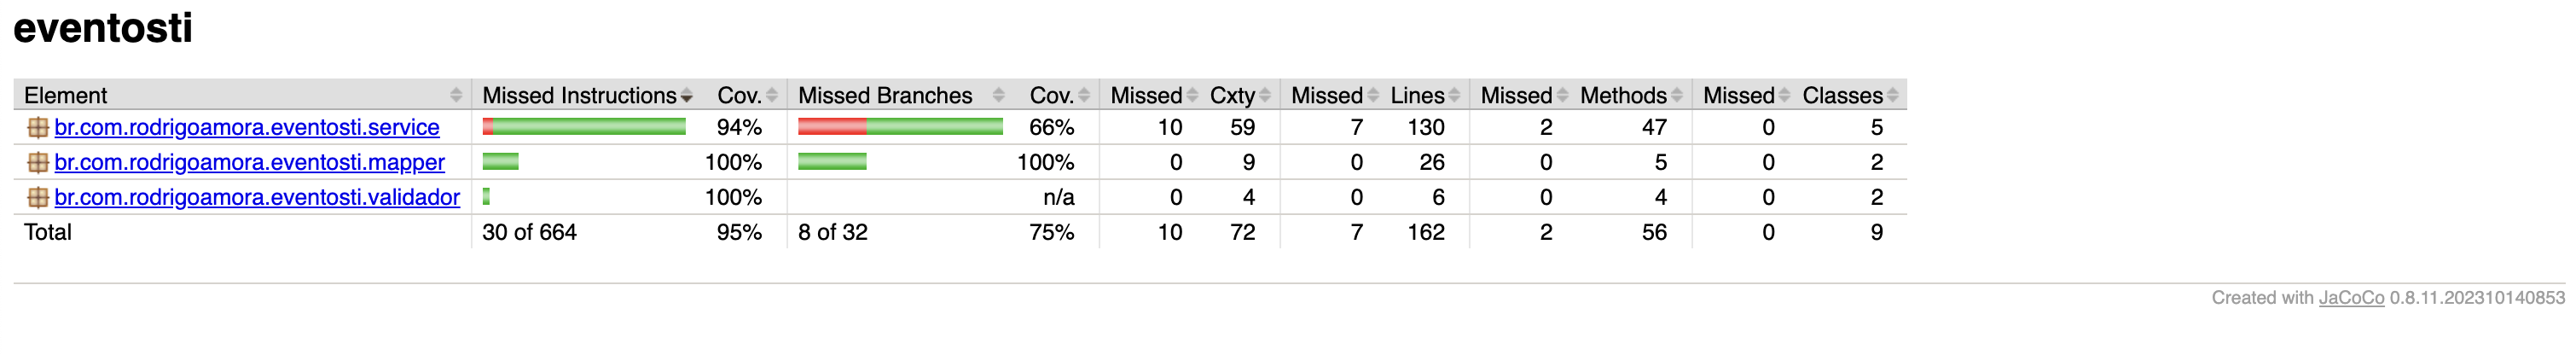 eventosti
Element Missed Instructions Cov. Missed Branches Cov. Missed Cxty Missed Lines Missed Methods Missed Classes
br.com.rodrigoamora.eventosti.service 94% 66% 10 59 7 130 2 47 0 5
br.com.rodrigoamora.eventosti.mapper 100% 100% 0 9 0 26 0 5 0 2
br.com.rodrigoamora.eventosti.validador 100% n/a 0 4 0 6 0 4 0 2
Total 30 of 664 95% 8 of 32 75% 10 72 7 162 2 56 0 9
Created with JaCoCo 0.8.11.202310140853